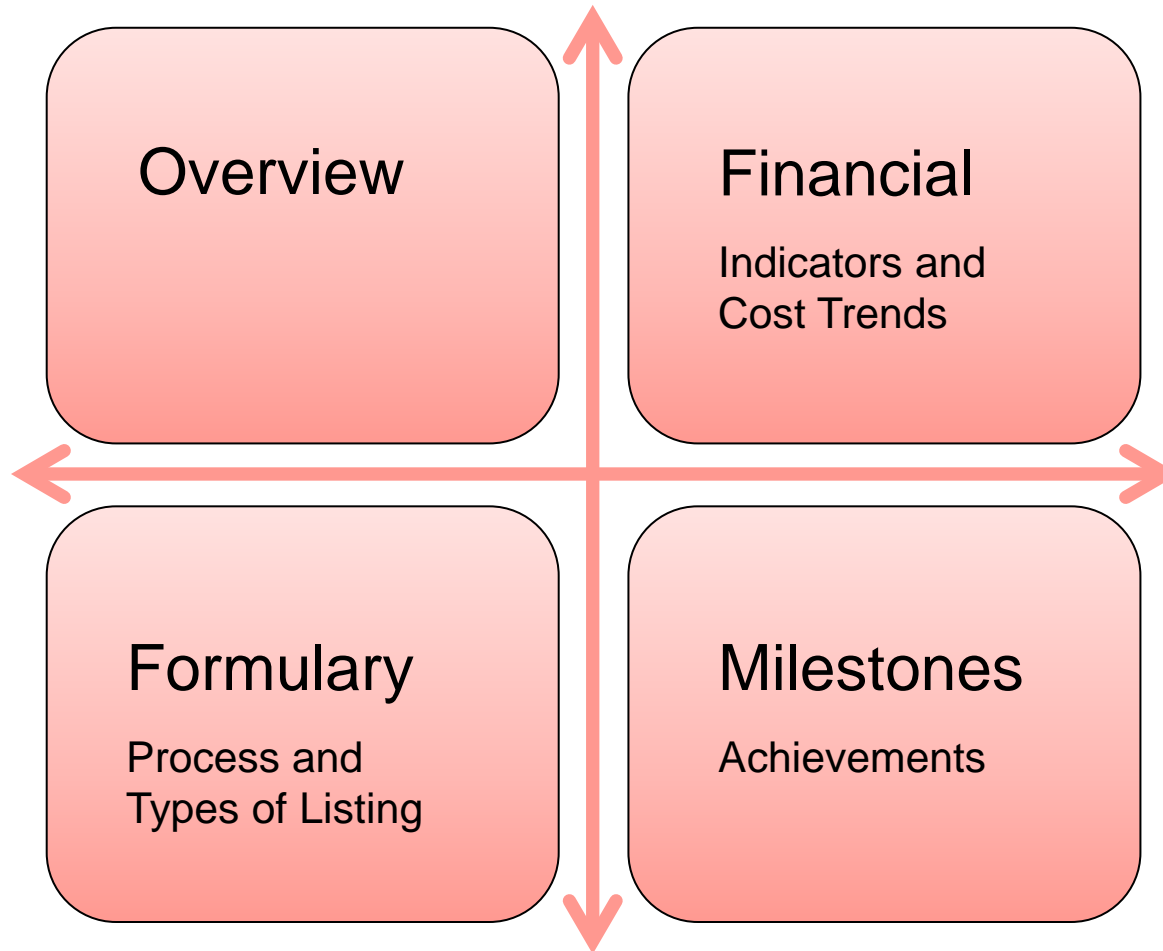 Overview
Financial
Indicators and
Cost Trends
Formulary
Process and
Types of Listing
Milestones
Achievements